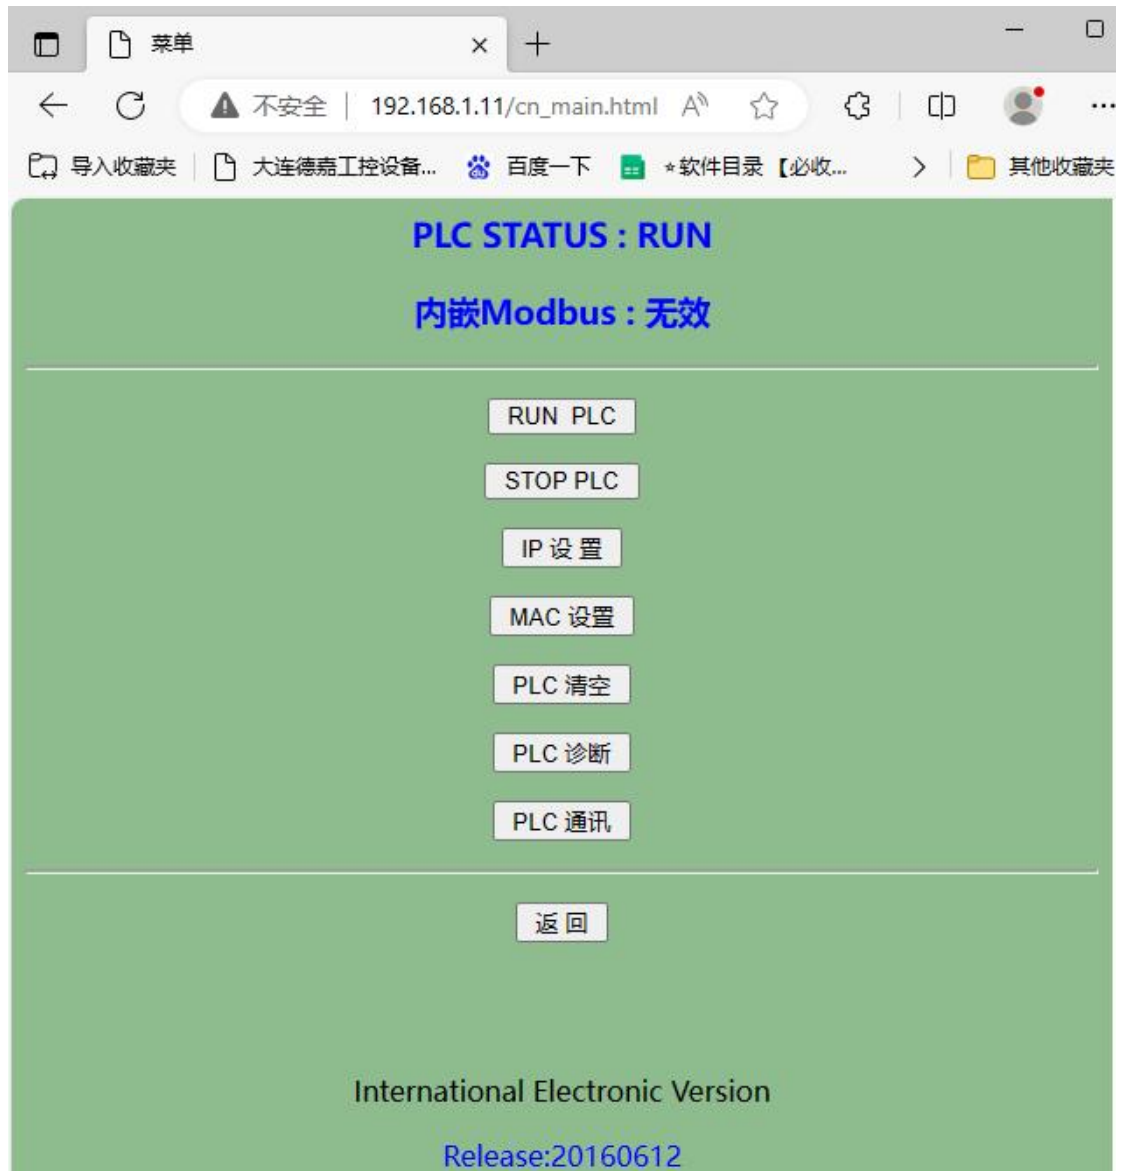 菜单
不安全 | 192.168.1.11/cn_main.html
导入收藏夹 大连德嘉工控设备... 百度一下 ⭑软件目录【必收... 其他收藏夹
PLC STATUS : RUN
内嵌Modbus : 无效
RUN PLC
STOP PLC
IP 设 置
MAC 设置
PLC 清空
PLC 诊断
PLC 通讯
返 回
International Electronic Version
Release:20160612